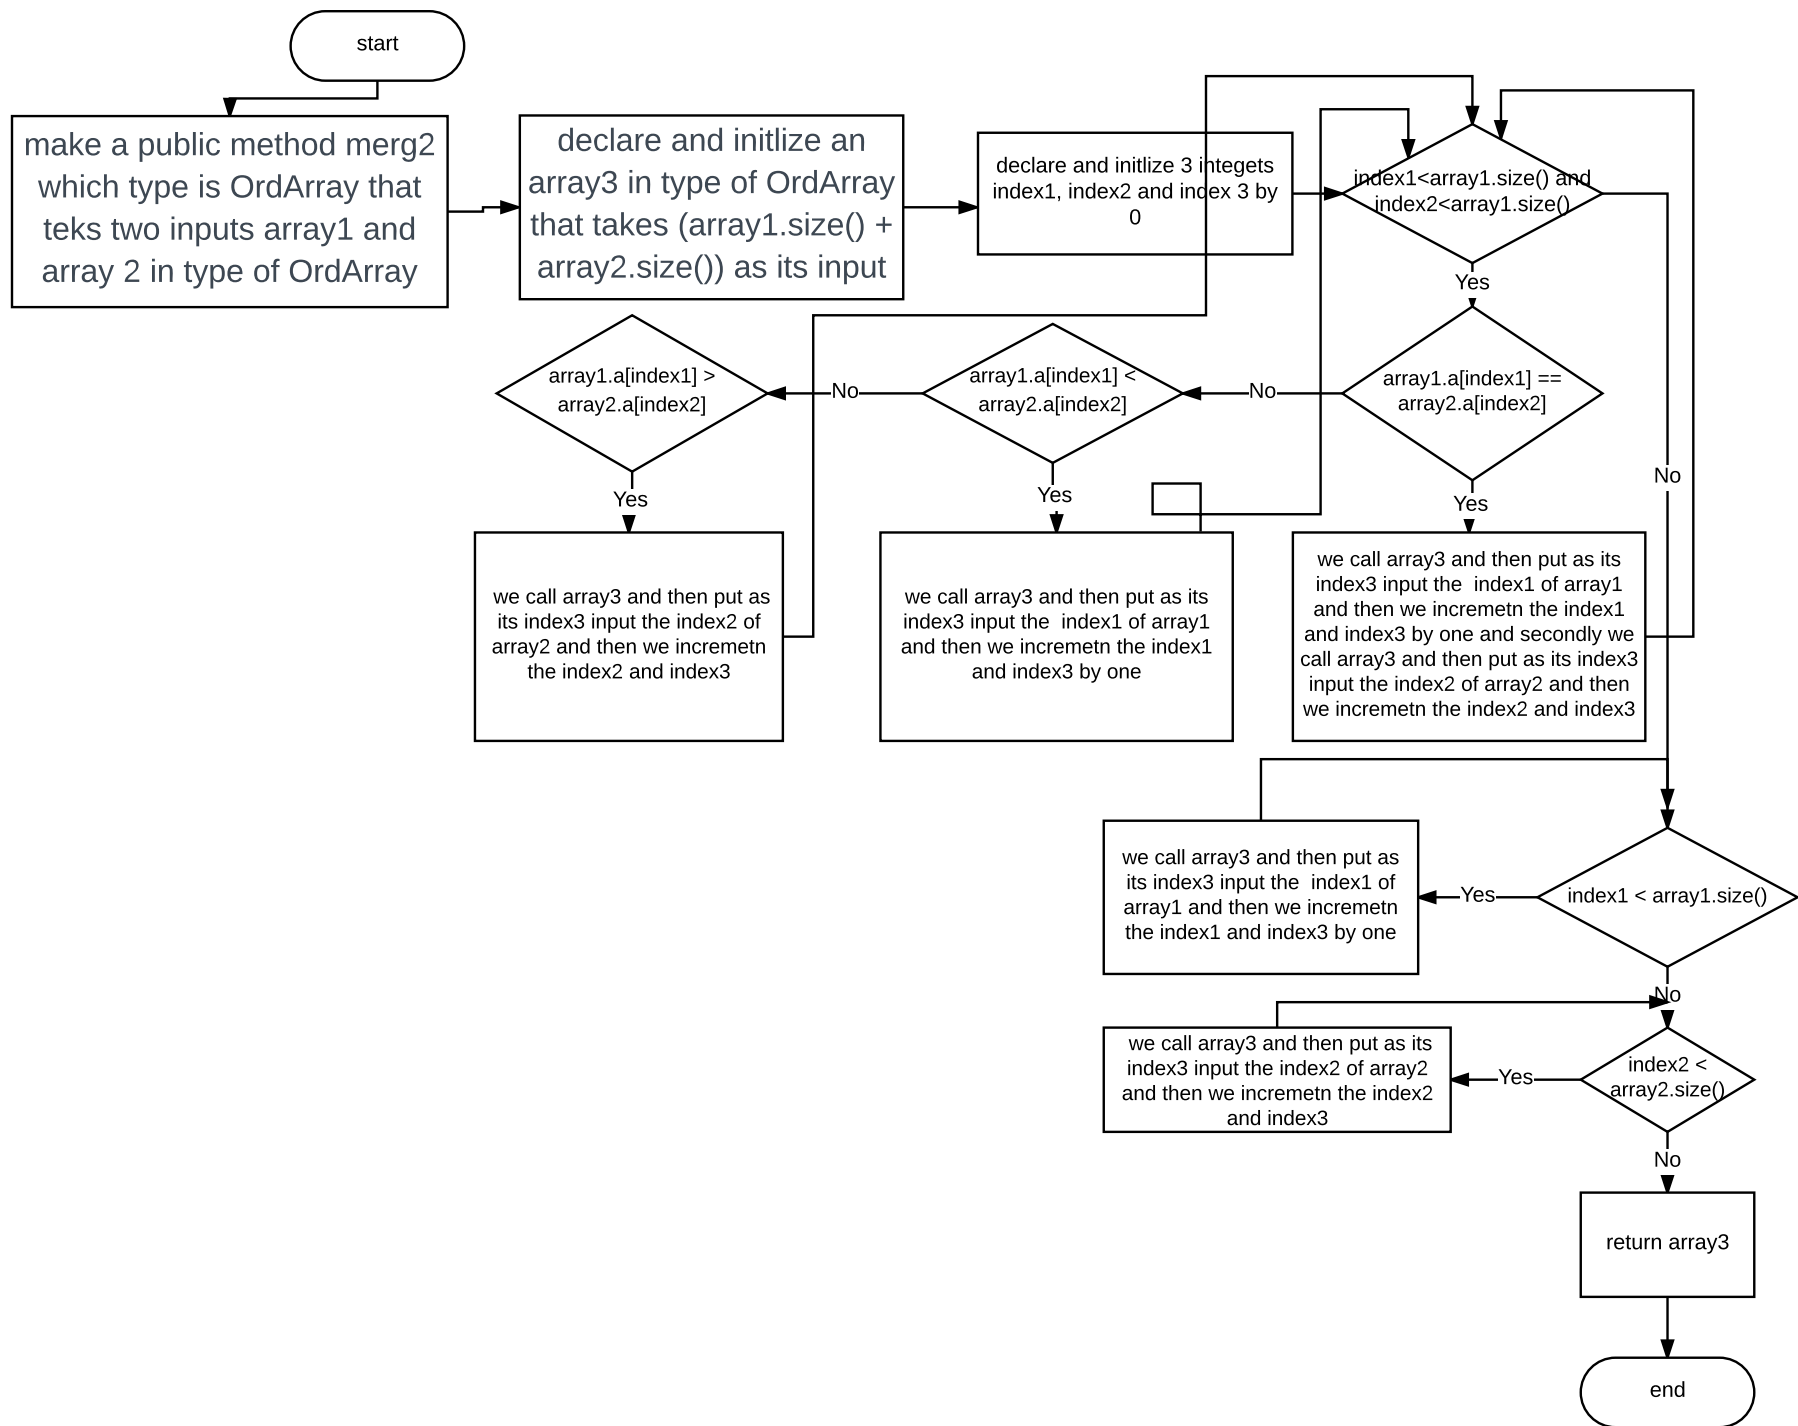 start
make a public method merg2
which type is OrdArray that
teks two inputs array1 and
array 2 in type of OrdArray
declare and initlize an
array3 in type of OrdArray
that takes (array1.size() +
array2.size()) as its input
declare and initlize 3 integets
index1, index2 and index 3 by
0
index1<array1.size() and
index2<array1.size()
Yes
array1.a[index1] ==
array2.a[index2]
No
array1.a[index1] <
array2.a[index2]
No
array1.a[index1] >
array2.a[index2]
Yes
Yes
Yes
No
we call array3 and then put as
its index3 input the index2 of
array2 and then we incremetn
the index2 and index3
we call array3 and then put as its
index3 input the  index1 of array1
and then we incremetn the index1
and index3 by one
we call array3 and then put as its
index3 input the  index1 of array1
and then we incremetn the index1
and index3 by one and secondly we
call array3 and then put as its index3
input the index2 of array2 and then
we incremetn the index2 and index3
we call array3 and then put as
its index3 input the  index1 of
array1 and then we incremetn
the index1 and index3 by one
Yes
index1 < array1.size()
No
we call array3 and then put as its
index3 input the index2 of array2
and then we incremetn the index2
and index3
Yes
index2 <
array2.size()
No
return array3
end